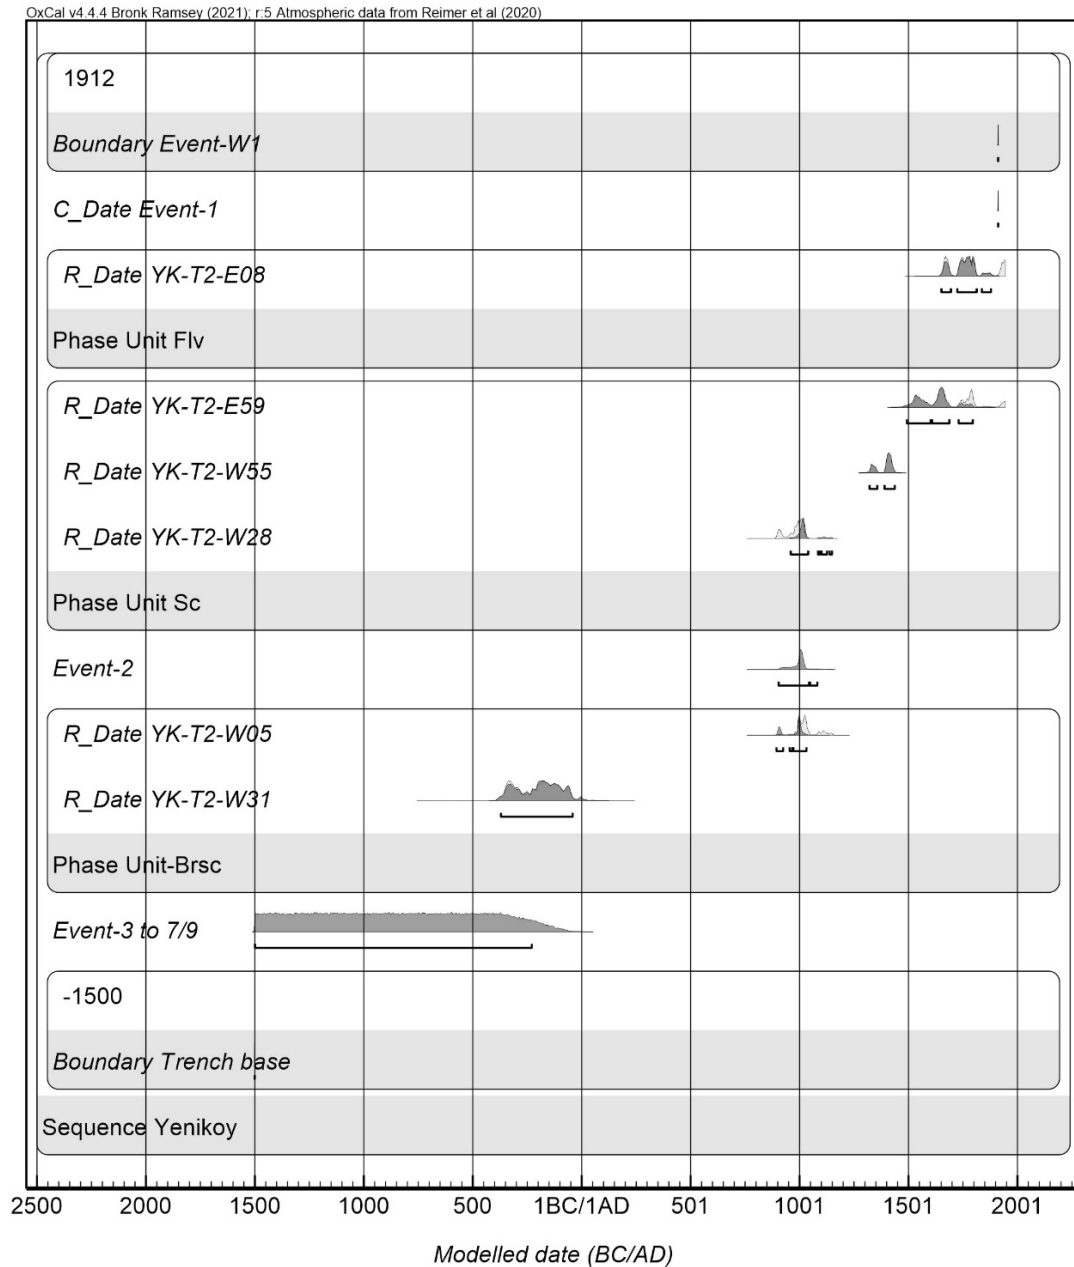 OxCal v4.4.4 Bronk Ramsey (2021); r:5 Atmospheric data from Reimer et al (2020)
1912
Boundary Event-W1
C_Date Event-1
R_Date YK-T2-E08
Phase Unit Flv
R_Date YK-T2-E59
R_Date YK-T2-W55
R_Date YK-T2-W28
Phase Unit Sc
Event-2
R_Date YK-T2-W05
R_Date YK-T2-W31
Phase Unit-Brsc
Event-3 to 7/9
-1500
Boundary Trench base
Sequence Yenikoy
2500 2000 1500 1000 500 1BC/1AD 501 1001 1501 2001
Modelled date (BC/AD)